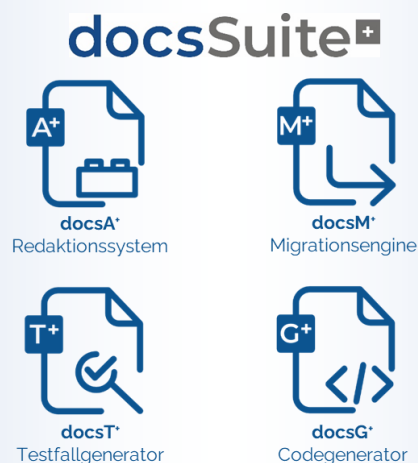 docsSuite+
A+
M+
docsA+
docsM+
Redaktionssystem
Migrationsengine
T+
G+
</>
docsT+
docsG+
Testfallgenerator
Codegenerator